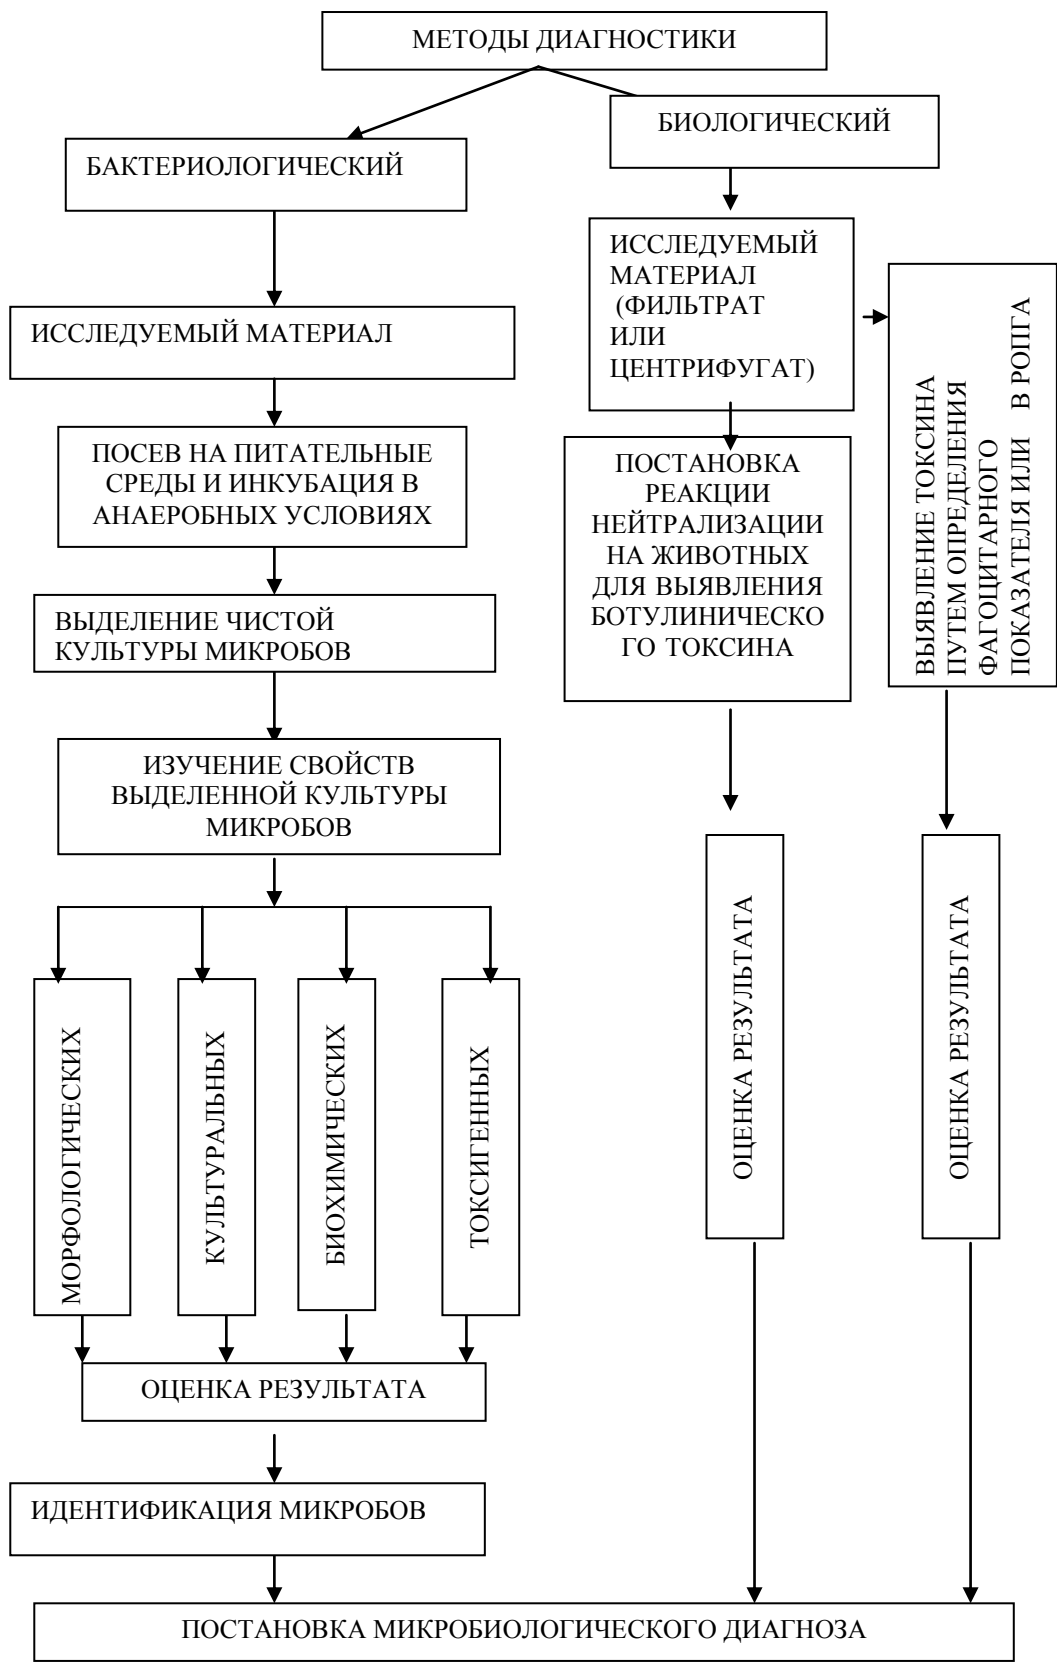 МЕТОДЫ ДИАГНОСТИКИ
БАКТЕРИОЛОГИЧЕСКИЙ
БИОЛОГИЧЕСКИЙ
ИССЛЕДУЕМЫЙ МАТЕРИАЛ
ПОСЕВ НА ПИТАТЕЛЬНЫЕ
СРЕДЫ И ИНКУБАЦИЯ В
АНАЕРОБНЫХ УСЛОВИЯХ
ВЫДЕЛЕНИЕ ЧИСТОЙ
КУЛЬТУРЫ МИКРОБОВ
ИЗУЧЕНИЕ СВОЙСТВ
ВЫДЕЛЕННОЙ КУЛЬТУРЫ
МИКРОБОВ
МОРФОЛОГИЧЕСКИХ
КУЛЬТУРАЛЬНЫХ
БИОХИМИЧЕСКИХ
ТОКСИГЕННЫХ
ОЦЕНКА РЕЗУЛЬТАТА
ИДЕНТИФИКАЦИЯ МИКРОБОВ
ИССЛЕДУЕМЫЙ
МАТЕРИАЛ
(ФИЛЬТРАТ
ИЛИ
ЦЕНТРИФУГАТ)
ПОСТАНОВКА
РЕАКЦИИ
НЕЙТРАЛИЗАЦИИ
НА ЖИВОТНЫХ
ДЛЯ ВЫЯВЛЕНИЯ
БОТУЛИНИЧЕСКО
ГО ТОКСИНА
ОЦЕНКА РЕЗУЛЬТАТА
ВЫЯВЛЕНИЕ ТОКСИНА
ПУТЕМ ОПРЕДЕЛЕНИЯ
ФАГОЦИТАРНОГО
ПОКАЗАТЕЛЯ ИЛИ В РОПГА
ОЦЕНКА РЕЗУЛЬТАТА
ПОСТАНОВКА МИКРОБИОЛОГИЧЕСКОГО ДИАГНОЗА